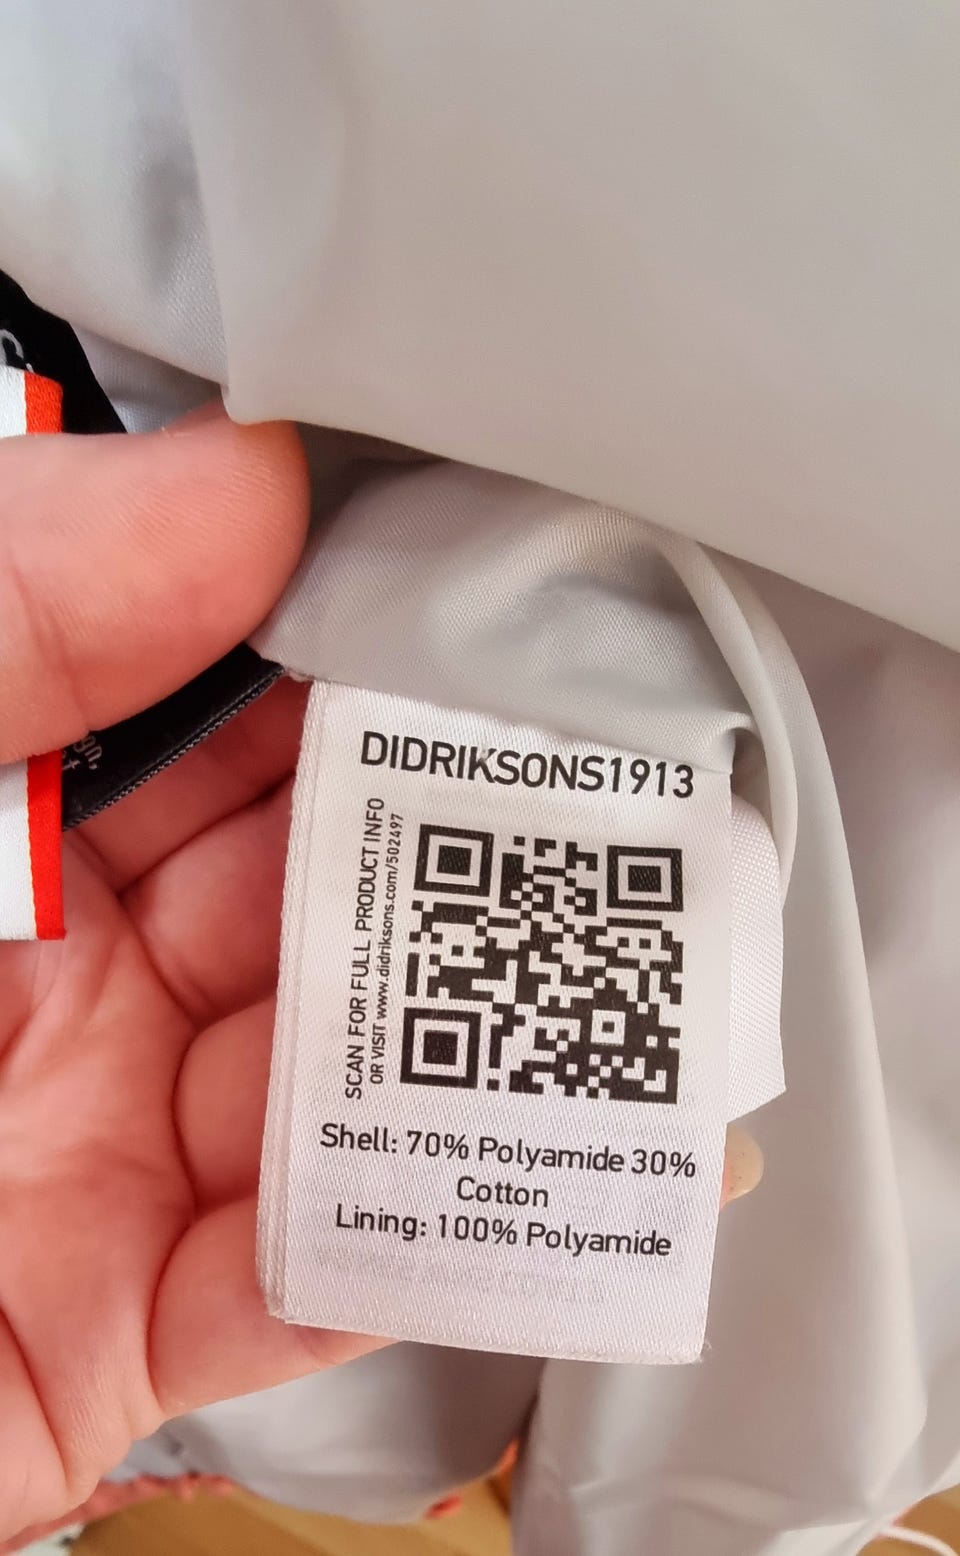 DIDRIKSONS1913
SCAN FOR FULL PRODUCT INFO
OR VISIT www.didriksons.com/502497
Shell: 70% Polyamide 30%
Cotton
Lining: 100% Polyamide